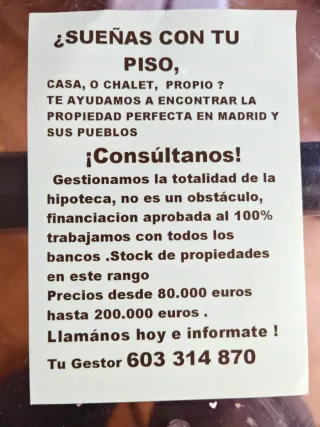 ¿SUEÑAS CON TU
PISO,
CASA, O CHALET, PROPIO ?
TE AYUDAMOS A ENCONTRAR LA
PROPIEDAD PERFECTA EN MADRID Y
SUS PUEBLOS
¡Consúltanos!
Gestionamos la totalidad de la
hipoteca, no es un obstáculo,
financiacion aprobada al 100%
trabajamos con todos los
bancos .Stock de propiedades
en este rango
Precios desde 80.000 euros
hasta 200.000 euros .
Llamános hoy e informate !
Tu Gestor 603 314 870